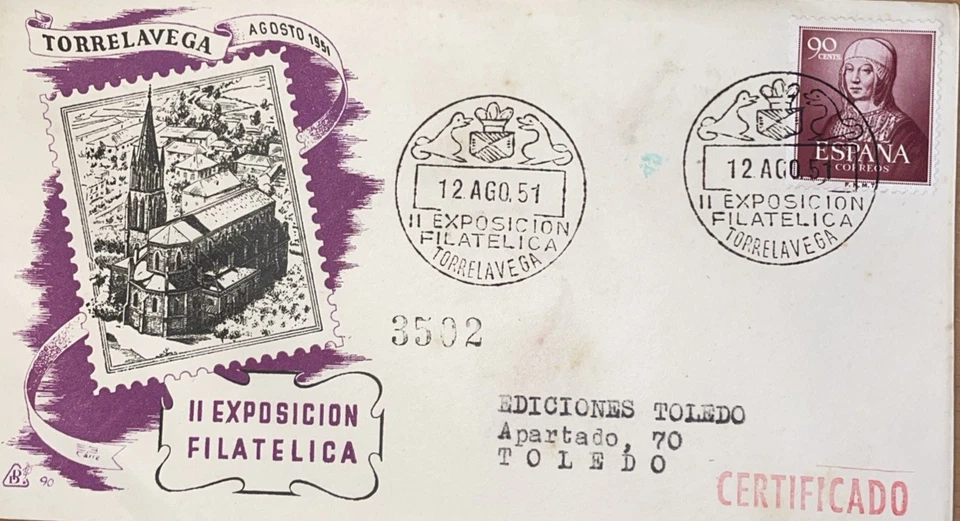 TORRELAVEGA
AGOSTO 1951
II EXPOSICION
FILATELICA
90
12 AGO. 51
II EXPOSICION
FILATELICA
TORRELAVEGA
12 AGO. 51
II EXPOSICION
FILATELICA
TORRELAVEGA
90
CENTS
ESPAÑA
CORREOS
3502
EDICIONES TOLEDO
Apartado, 70
TOLEDO
CERTIFICADO